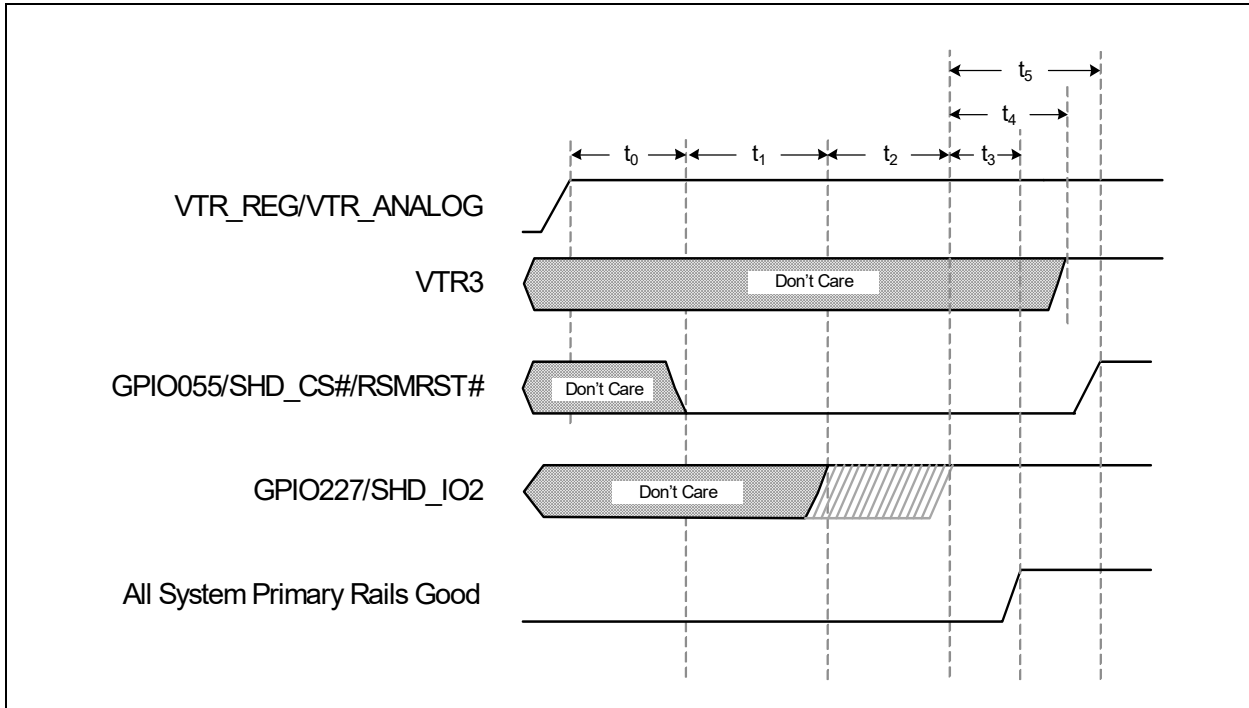 t5
t4
t0
t1
t2
t3
VTR_REG/VTR_ANALOG
VTR3
Don't Care
GPIO055/SHD_CS#/RSMRST#
Don't Care
GPIO227/SHD_IO2
Don't Care
All System Primary Rails Good